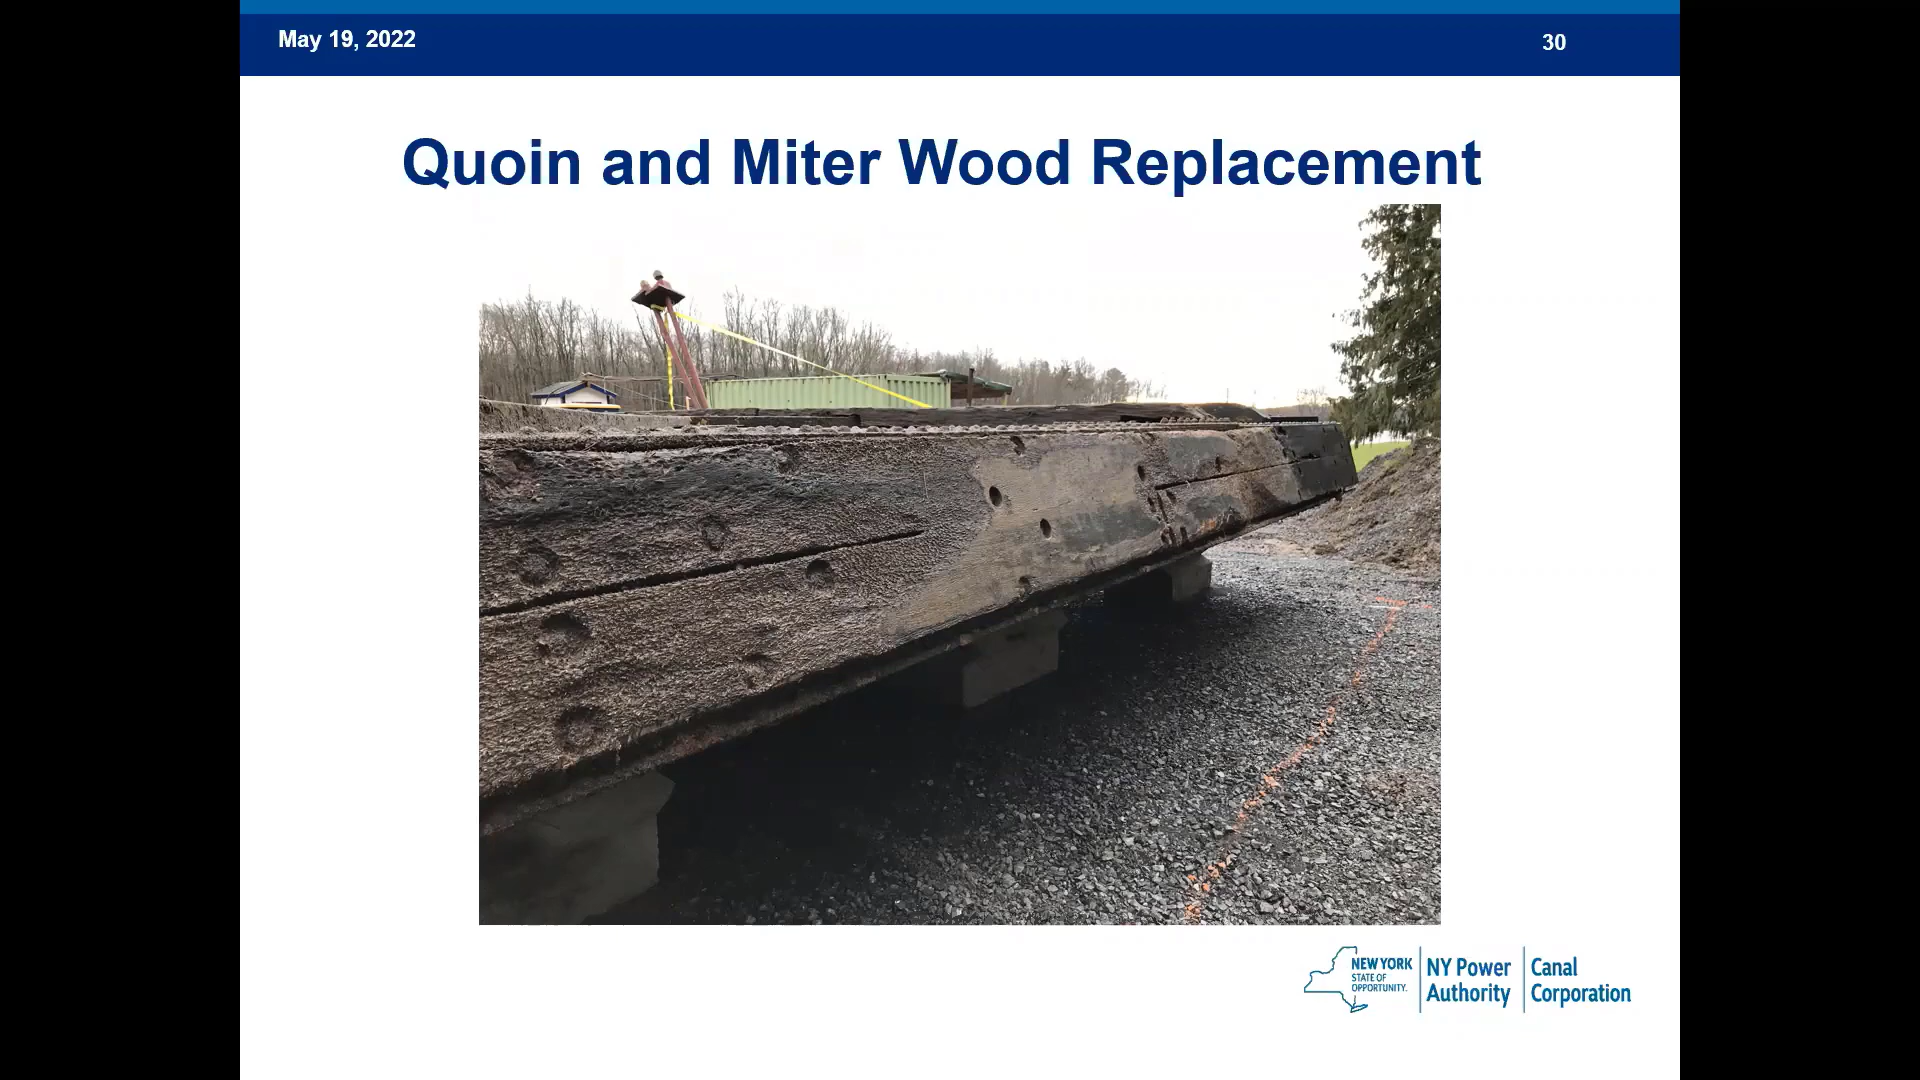 May 19, 2022
30
Quoin and Miter Wood Replacement
NEW YORK
STATE OF
OPPORTUNITY.
NY Power
Authority
Canal
Corporation